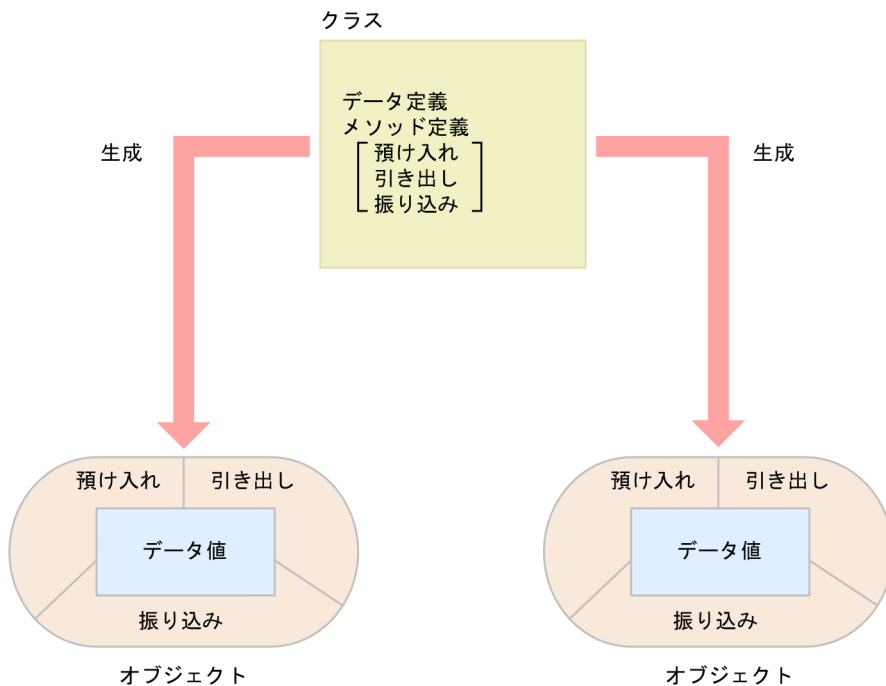 クラス
データ定義
メソッド定義
預け入れ
引き出し
振り込み
生成
生成
預け入れ
引き出し
データ値
振り込み
オブジェクト
預け入れ
引き出し
データ値
振り込み
オブジェクト